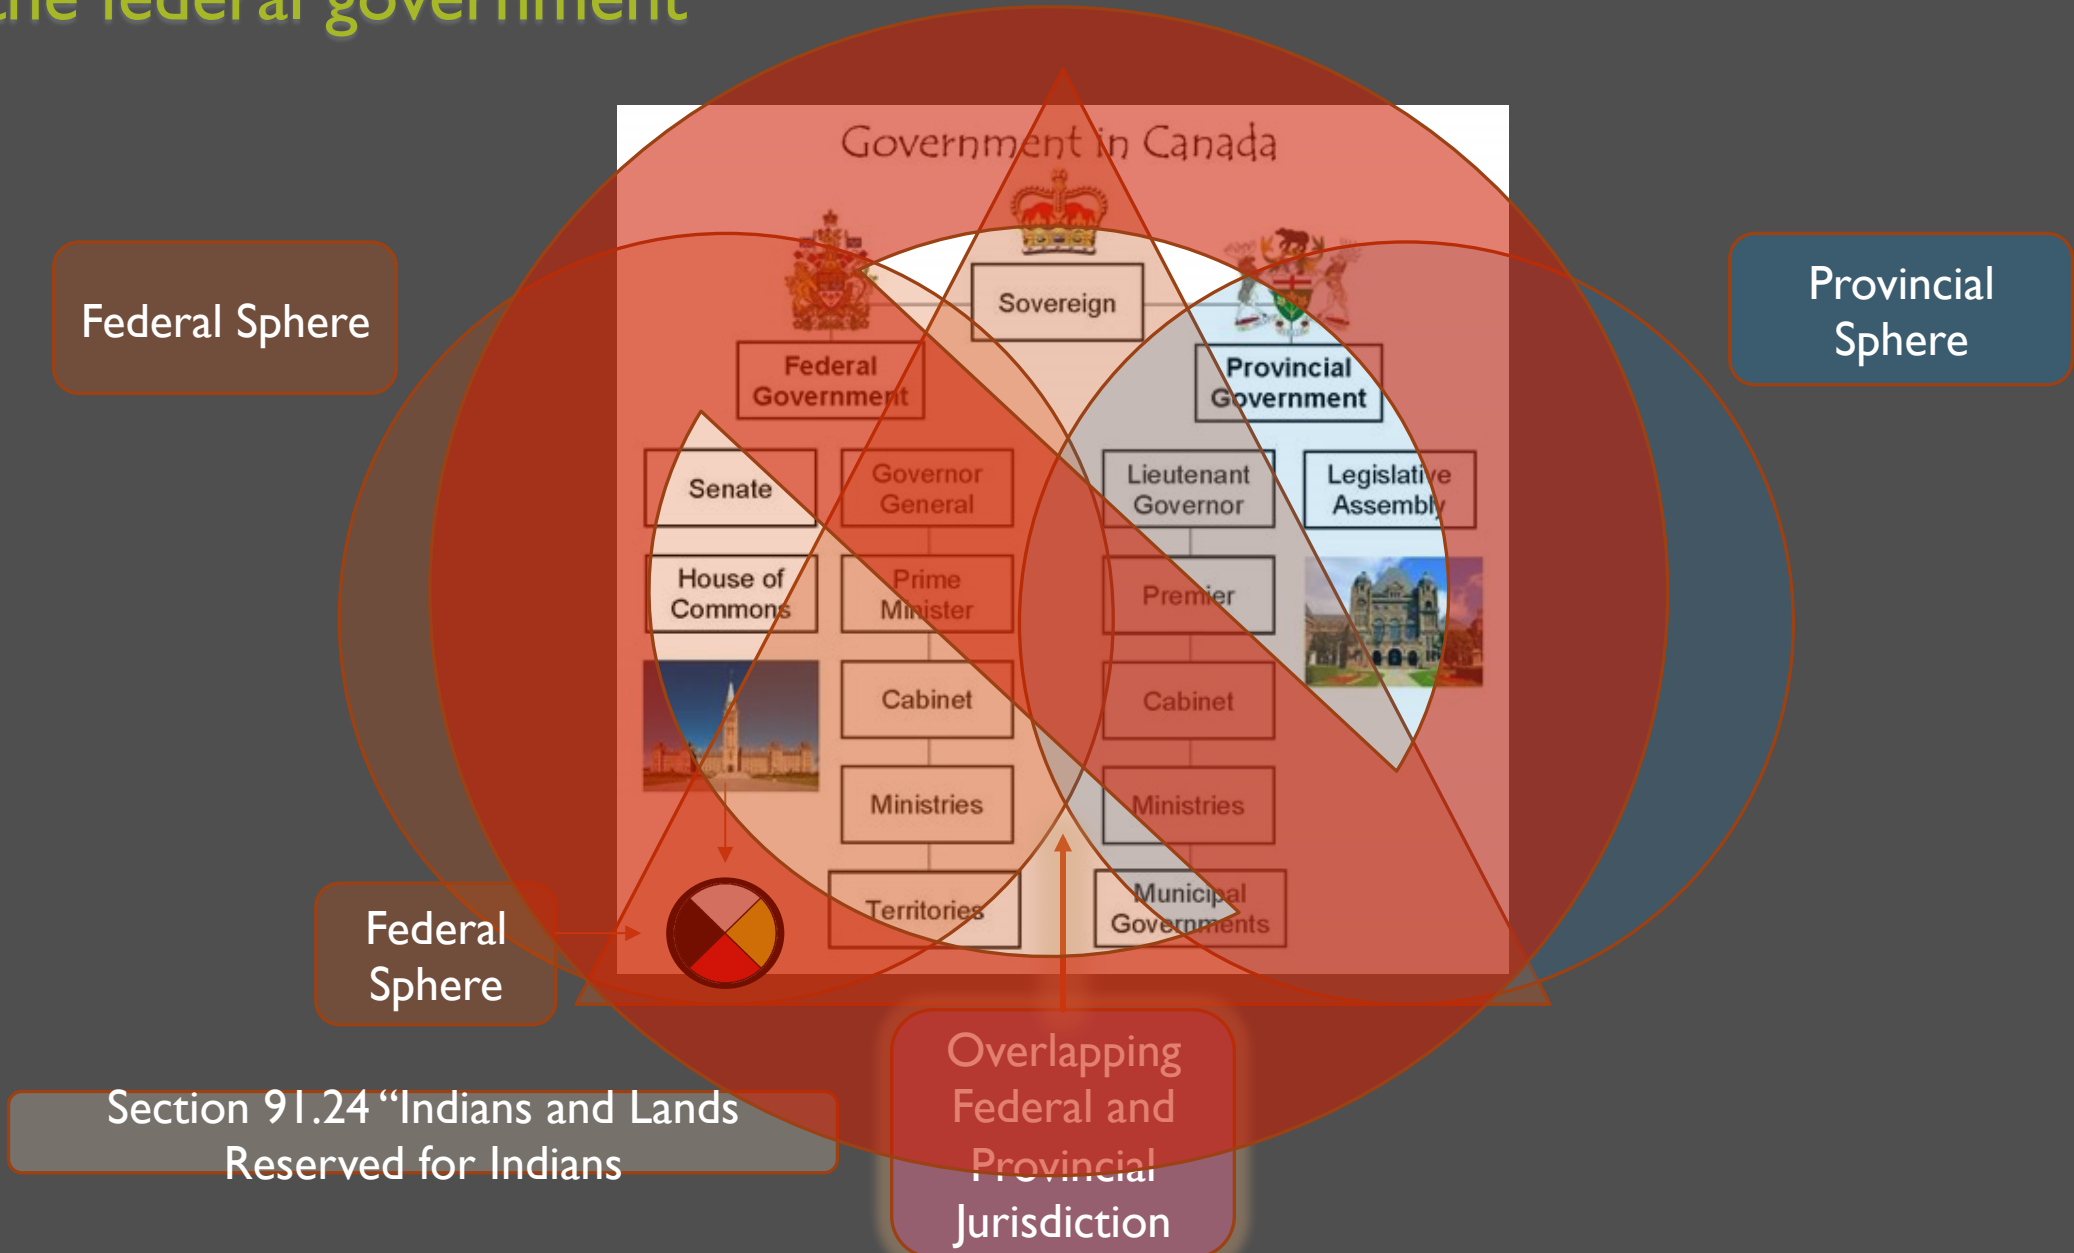 the federal government
Government in Canada
Federal Sphere
Provincial
Sphere
Sovereign
Federal
Government
Provincial
Government
Senate
Governor
General
Lieutenant
Governor
Legislative
Assembly
House of
Commons
Prime
Minister
Premier
Cabinet
Cabinet
Ministries
Ministries
Territories
Municipal
Governments
Federal
Sphere
Section 91.24 “Indians and Lands
Reserved for Indians
Overlapping
Federal and
Provincial
Jurisdiction